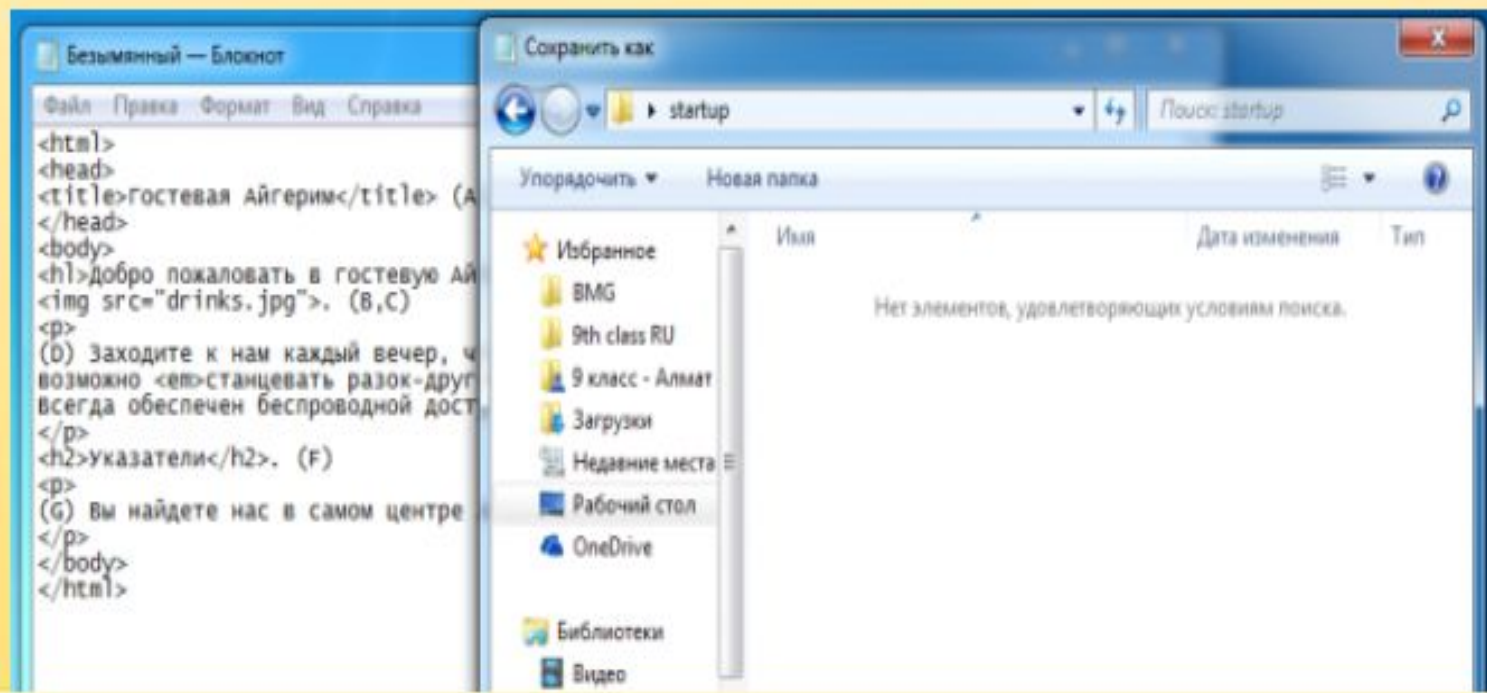 Безымянный — Блокнот
Файл Правка Формат Вид Справка
<html>
<head>
<title>Гостевая Айгерим</title> (A
</head>
<body>
<h1>Добро пожаловать в гостевую Ай
<img src="drinks.jpg">. (B,C)
<p>
(D) Заходите к нам каждый вечер, ч
возможно <em>станцевать разок-друг
Всегда обеспечен беспроводной дост
</p>
<h2>Указатели</h2>. (F)
<p>
(G) Вы найдете нас в самом центре
</p>
</body>
</html>
Сохранить как
startup
Поиск: startup
Упорядочить Новая папка
Избранное
BMG
9th class RU
9 класс - Алмат
Загрузки
Недавние места
Рабочий стол
OneDrive
Библиотеки
Видео
Имя Дата изменения Тип
Нет элементов, удовлетворяющих условиям поиска.